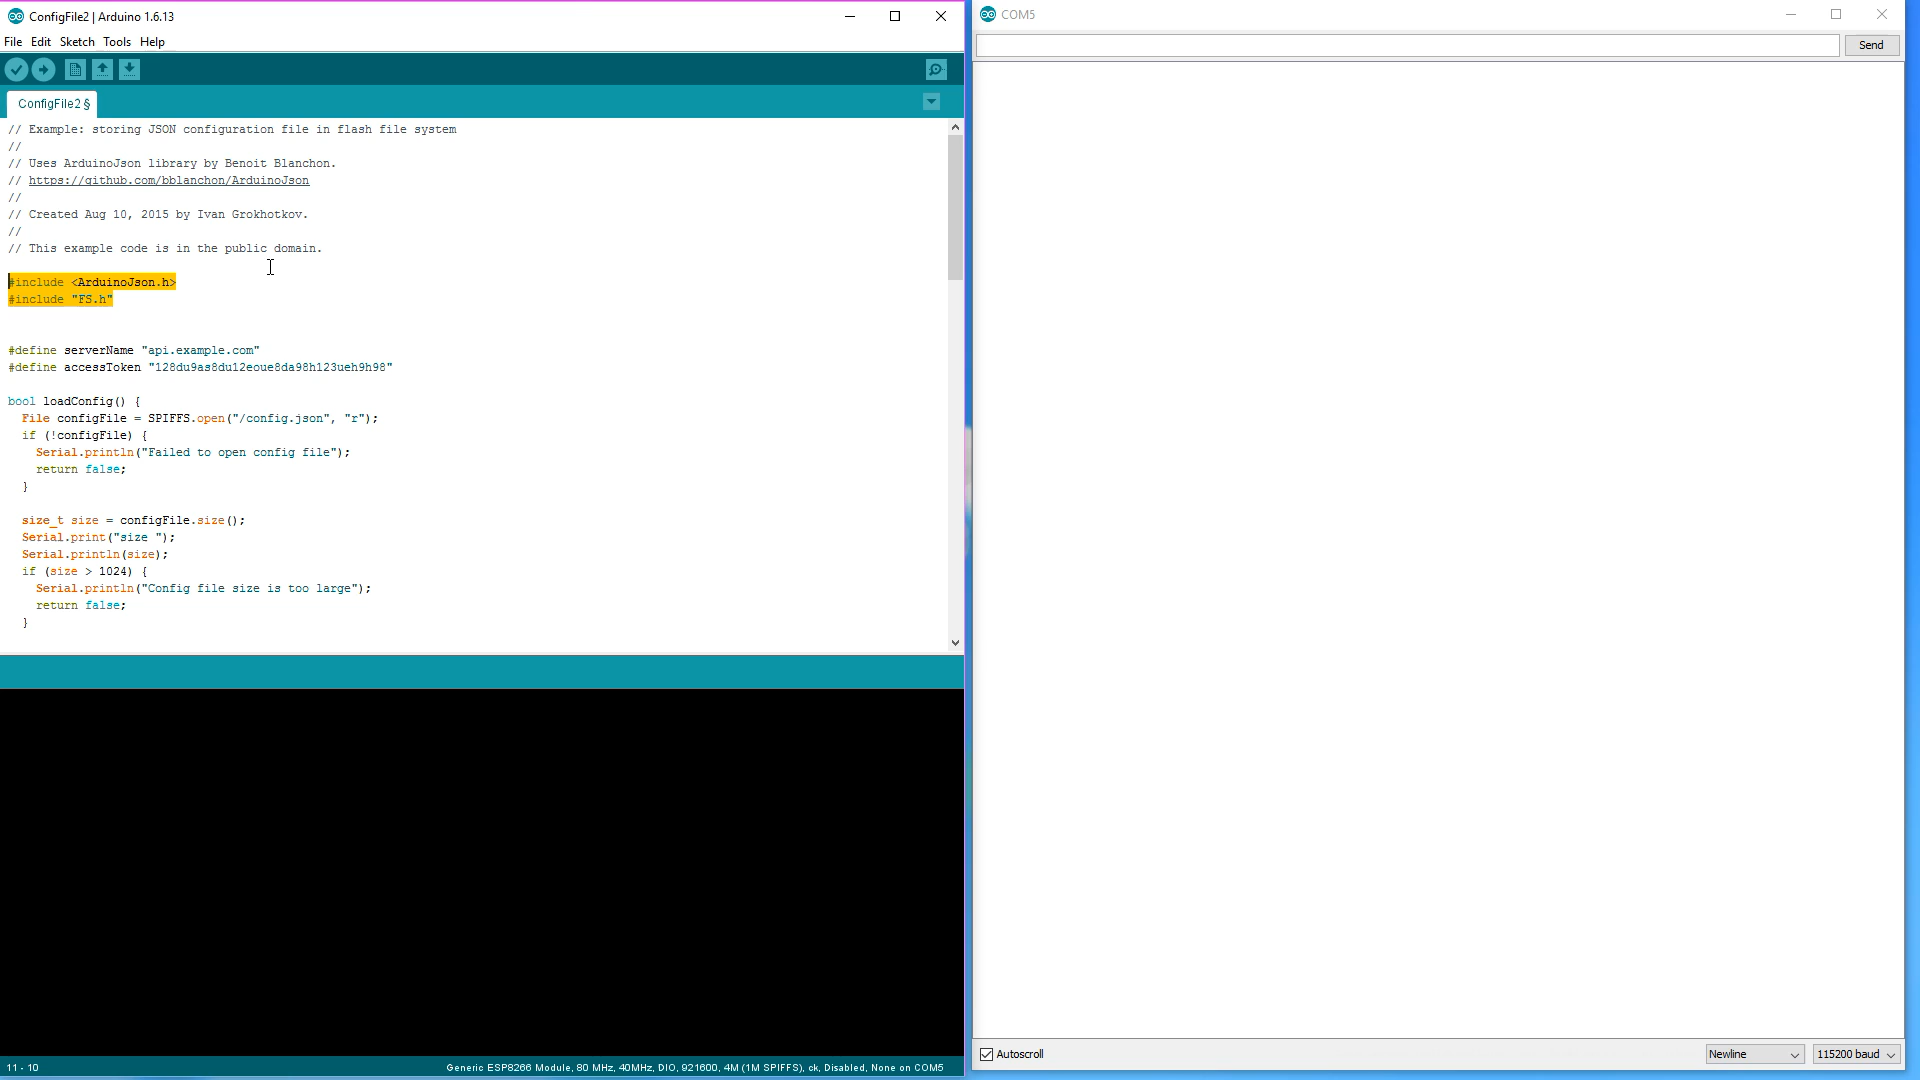 ConfigFile2 | Arduino 1.6.13
File Edit Sketch Tools Help
ConfigFile2 §
// Example: storing JSON configuration file in flash file system
//
// Uses ArduinoJson library by Benoit Blanchon.
// https://github.com/bblanchon/ArduinoJson
//
// Created Aug 10, 2015 by Ivan Grokhotkov.
//
// This example code is in the public domain.
#include <ArduinoJson.h>
#include "FS.h"
#define serverName "api.example.com"
#define accessToken "128du9as8du12eoue8da98h123ueh9h98"
bool loadConfig() {
File configFile = SPIFFS.open("/config.json", "r");
if (!configFile) {
Serial.println("Failed to open config file");
return false;
}
size_t size = configFile.size();
Serial.print("size ");
Serial.println(size);
if (size > 1024) {
Serial.println("Config file size is too large");
return false;
}
11 - 10
Generic ESP8266 Module, 80 MHz, 40MHz, DIO, 921600, 4M (1M SPIFFS), ck, Disabled, None on COM5
COM5
Send
Autoscroll
Newline
115200 baud